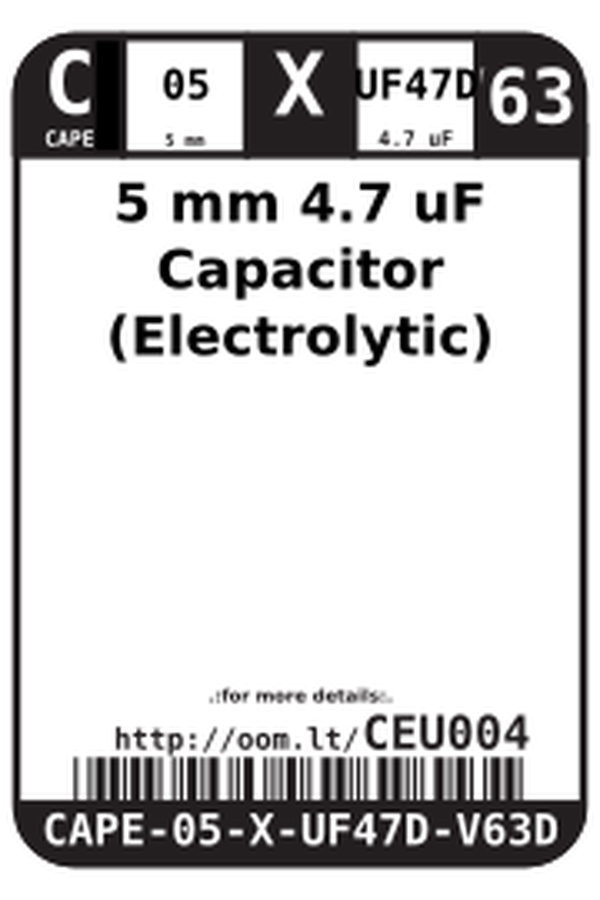 C 05 X UF47D 63
CAPE 5 mm 4.7 uF
5 mm 4.7 uF
Capacitor
(Electrolytic)
.:for more details:.
http://oom.lt/CEU004
CAPE-05-X-UF47D-V63D